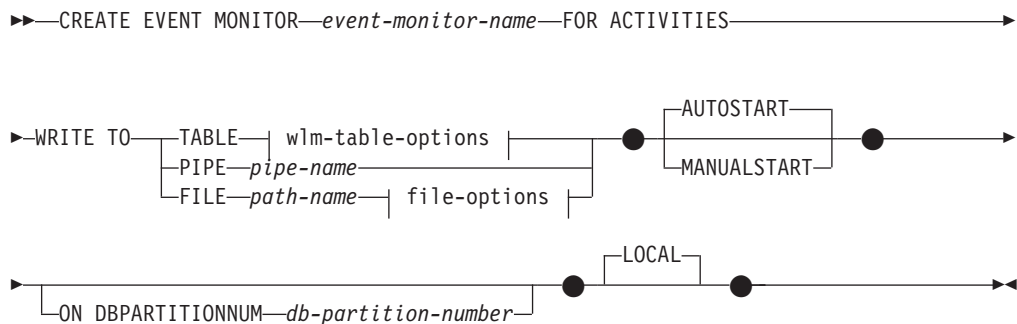 CREATE EVENT MONITOR event-monitor-name FOR ACTIVITIES
AUTOSTART
WRITE TO TABLE wlm-table-options
MANUALSTART
PIPE pipe-name
FILE path-name file-options
LOCAL
ON DBPARTITIONNUM db-partition-number